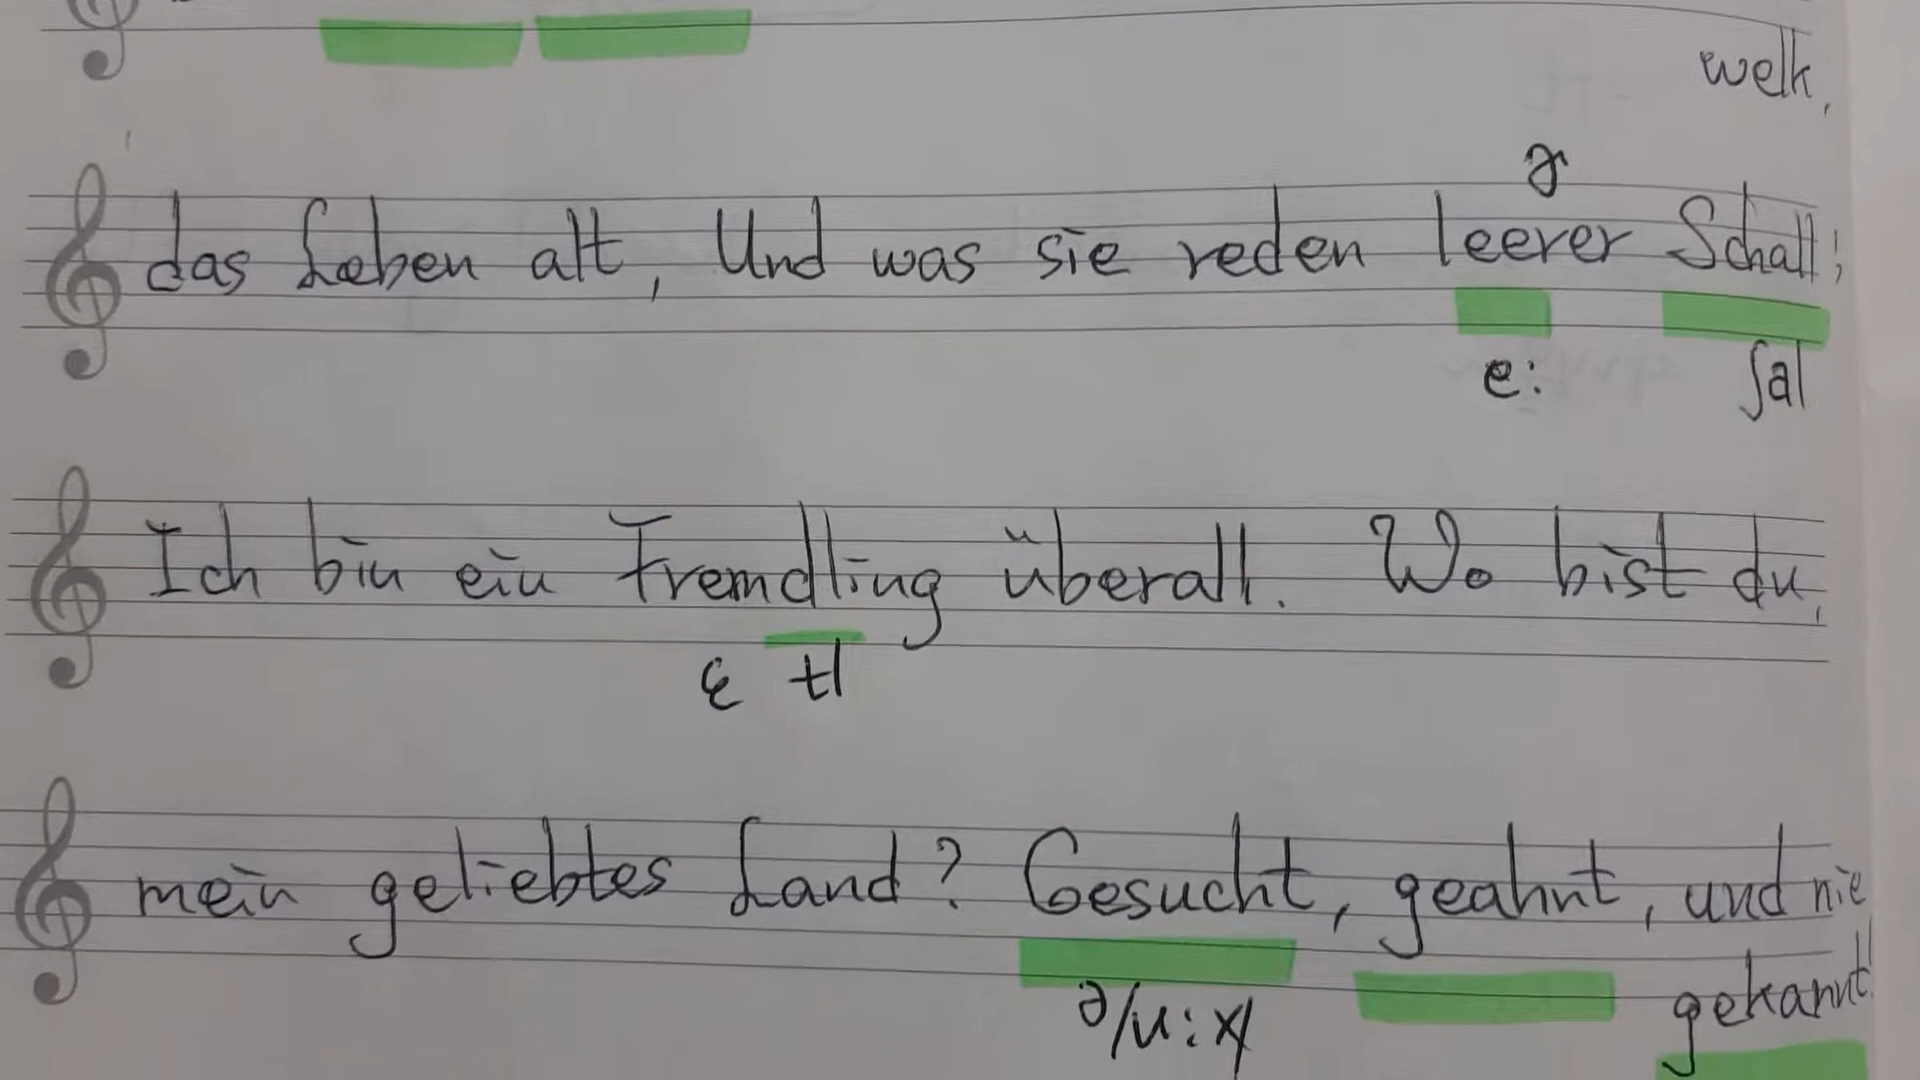 welk,
ɚ
das Leben alt, Und was sie reden leerer Schall;
e: ʃal
Ich bin ein Fremdling überall. Wo bist du,
ɛ tl
mein geliebtes Land? Gesucht, geahnt, und nie
gekannt!
ə/u:x/